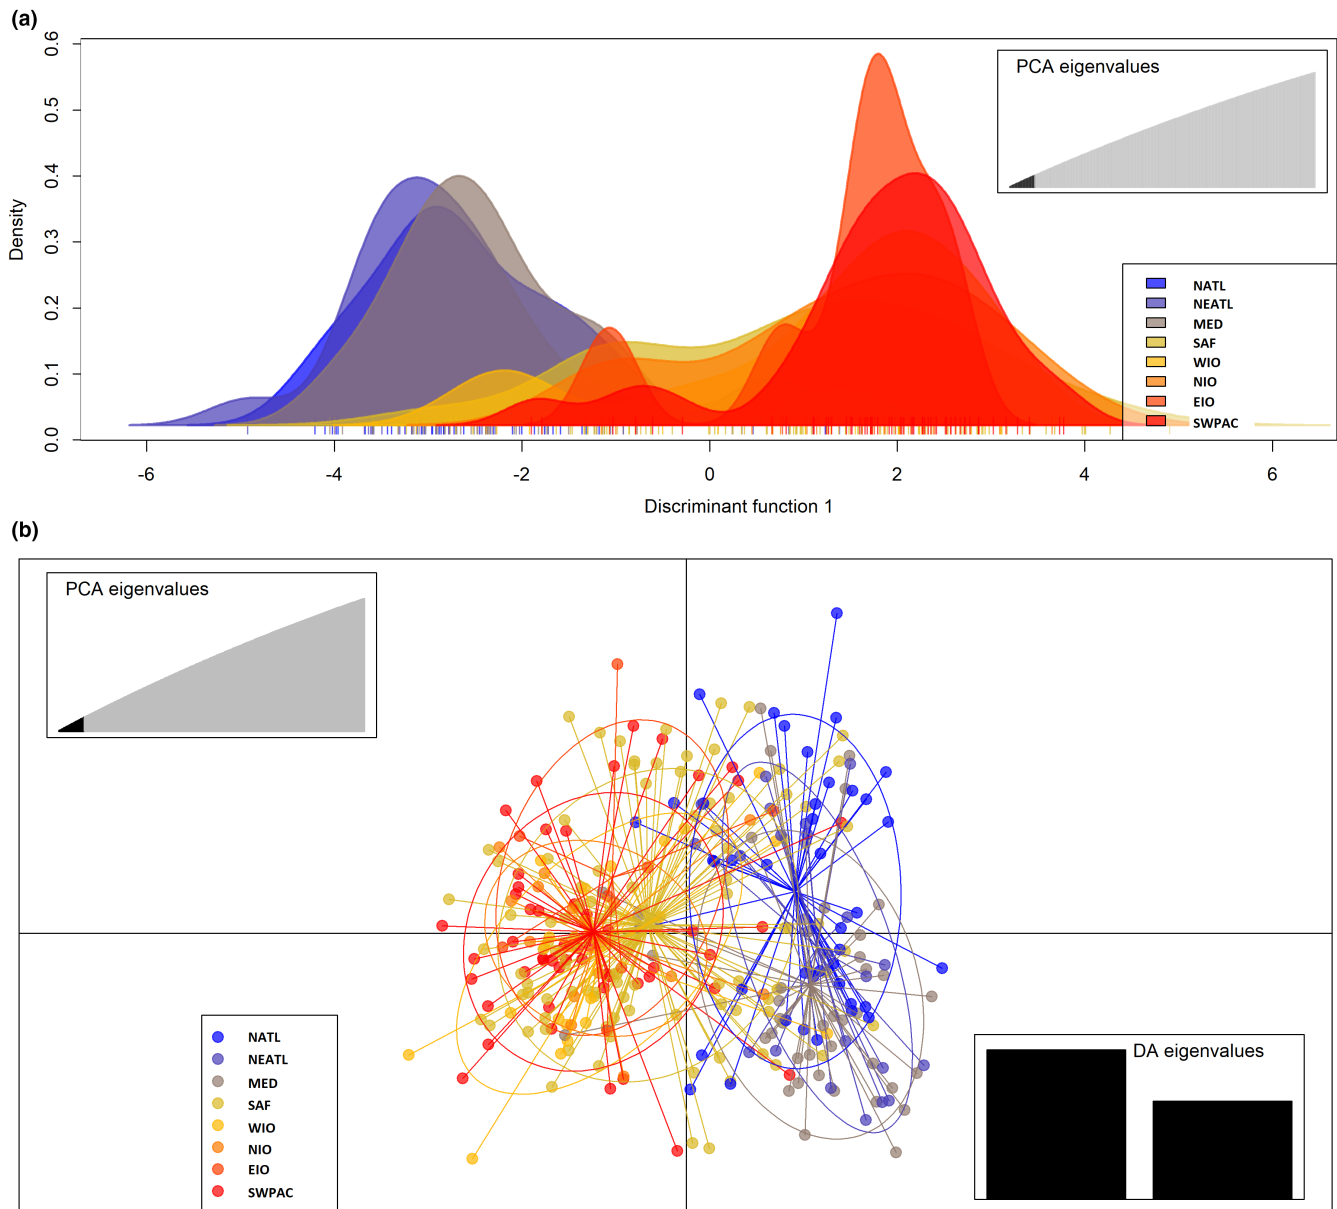 (a)
PCA eigenvalues
Density
0.0
0.1
0.2
0.3
0.4
0.5
0.6
NATL
NEATL
MED
SAF
WIO
NIO
EIO
SWPAC
-6
-4
-2
0
2
4
6
Discriminant function 1
(b)
PCA eigenvalues
NATL
NEATL
MED
SAF
WIO
NIO
EIO
SWPAC
DA eigenvalues